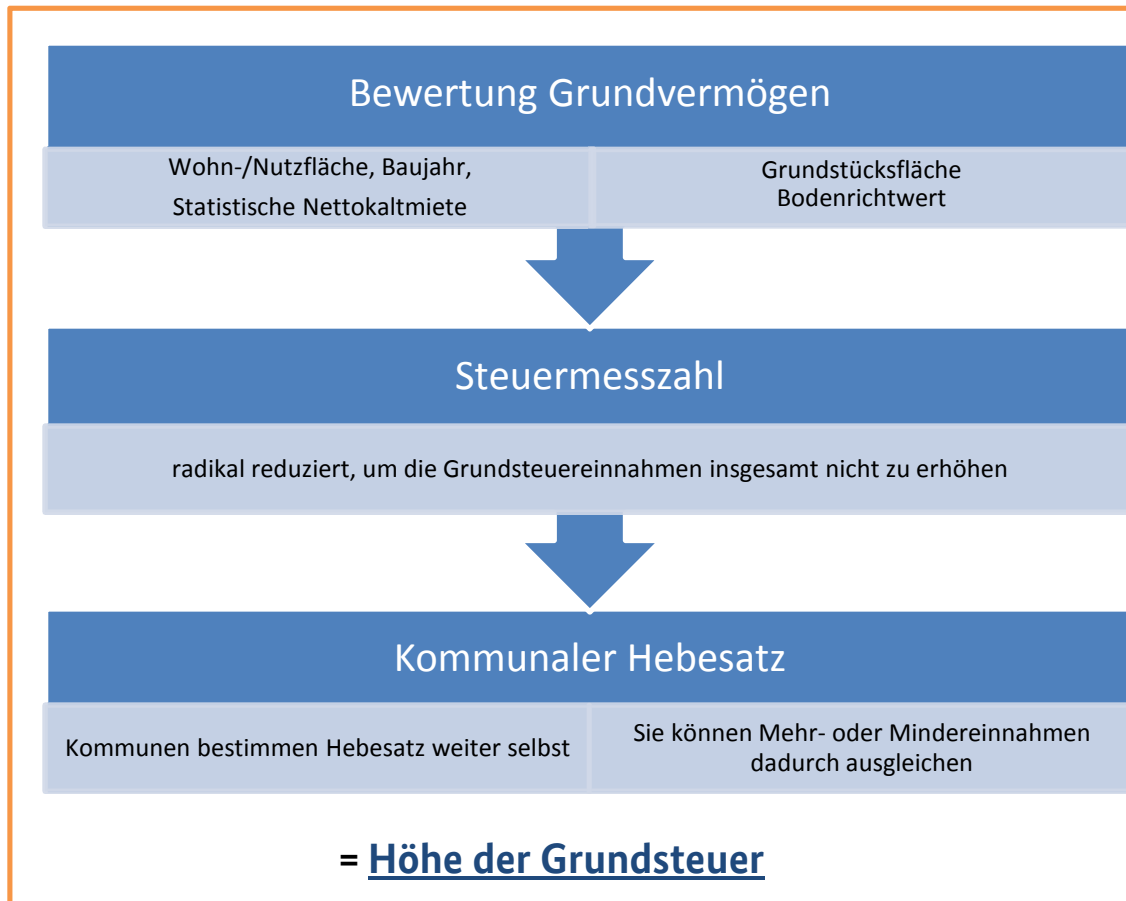 Bewertung Grundvermögen
Wohn-/Nutzfläche, Baujahr,
Statistische Nettokaltmiete
Grundstücksfläche
Bodenrichtwert
Steuermesszahl
radikal reduziert, um die Grundsteuereinnahmen insgesamt nicht zu erhöhen
Kommunaler Hebesatz
Kommunen bestimmen Hebesatz weiter selbst
Sie können Mehr- oder Mindereinnahmen
dadurch ausgleichen
= Höhe der Grundsteuer